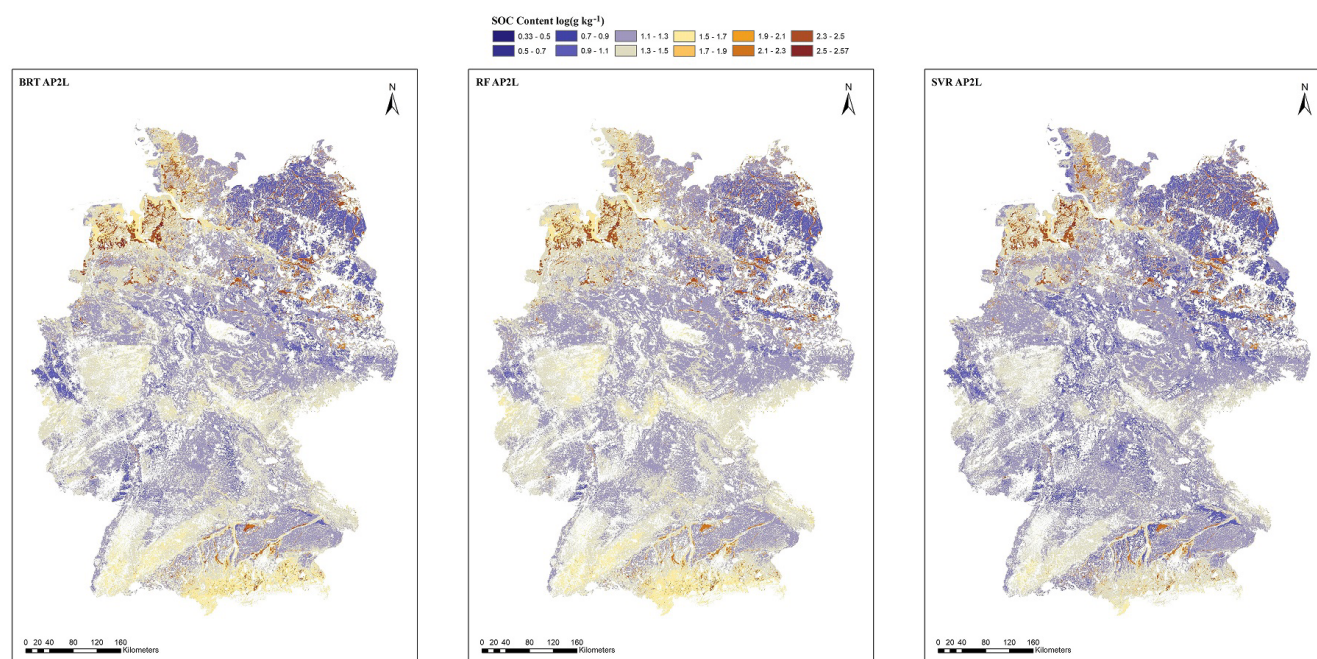 SOC Content log(g kg⁻¹)
0.33 - 0.5 0.7 - 0.9 1.1 - 1.3 1.5 - 1.7 1.9 - 2.1 2.3 - 2.5
0.5 - 0.7 0.9 - 1.1 1.3 - 1.5 1.7 - 1.9 2.1 - 2.3 2.5 - 2.57
BRT AP2L
N
0 20 40 80 120 160
Kilometers
RF AP2L
N
0 20 40 80 120 160
Kilometers
SVR AP2L
N
0 20 40 80 120 160
Kilometers